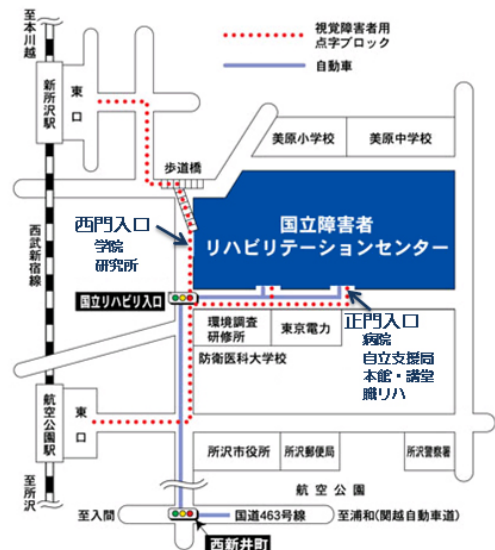 至本川越
視覚障害者用
点字ブロック
自動車
新所沢駅
東口
美原小学校
美原中学校
歩道橋
西門入口
学院
研究所
国立障害者
リハビリテーションセンター
西武新宿線
国立リハビリ入口
正門入口
病院
自立支援局
本館・講堂
職リハ
環境調査
研修所
東京電力
防衛医科大学校
航空公園駅
東口
所沢市役所
所沢郵便局
所沢警察署
至所沢
航空公園
至入間
国道463号線
至浦和(関越自動車道)
西新井町